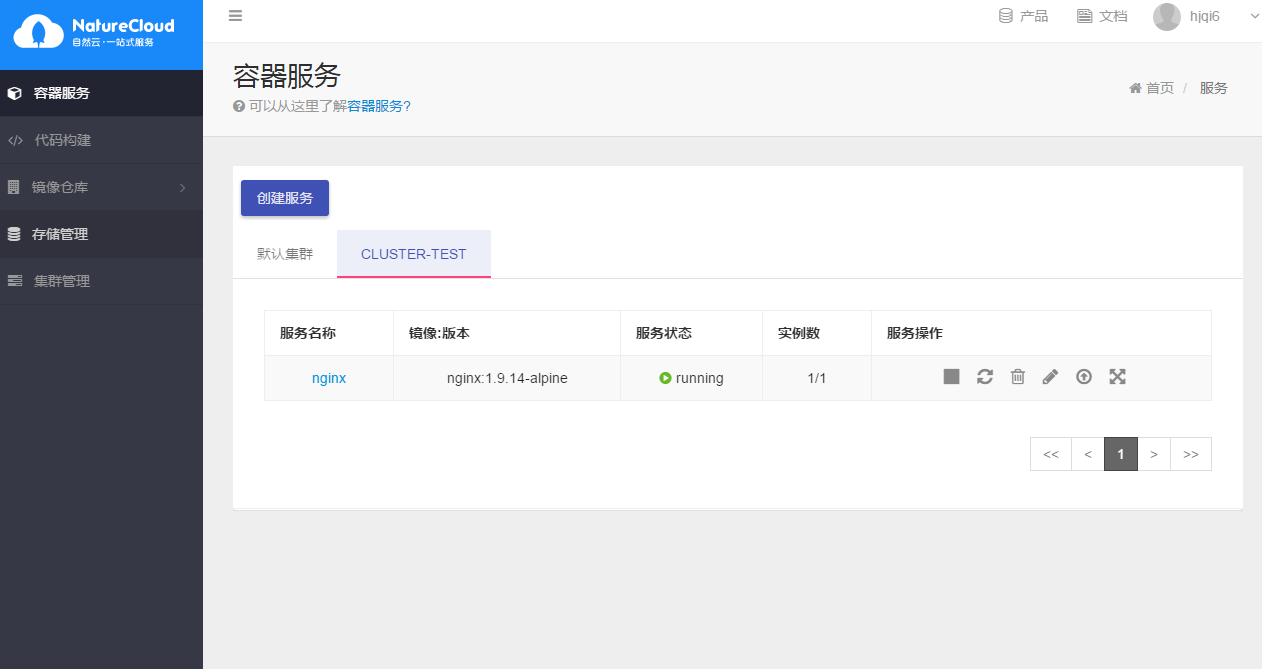 NatureCloud
自然云·一站式服务
产品
文档
hjqi6
容器服务
代码构建
镜像仓库
存储管理
集群管理
容器服务
可以从这里了解容器服务?
首页 / 服务
创建服务
默认集群
CLUSTER-TEST
服务名称 镜像:版本 服务状态 实例数 服务操作
nginx nginx:1.9.14-alpine running 1/1
<< < 1 > >>